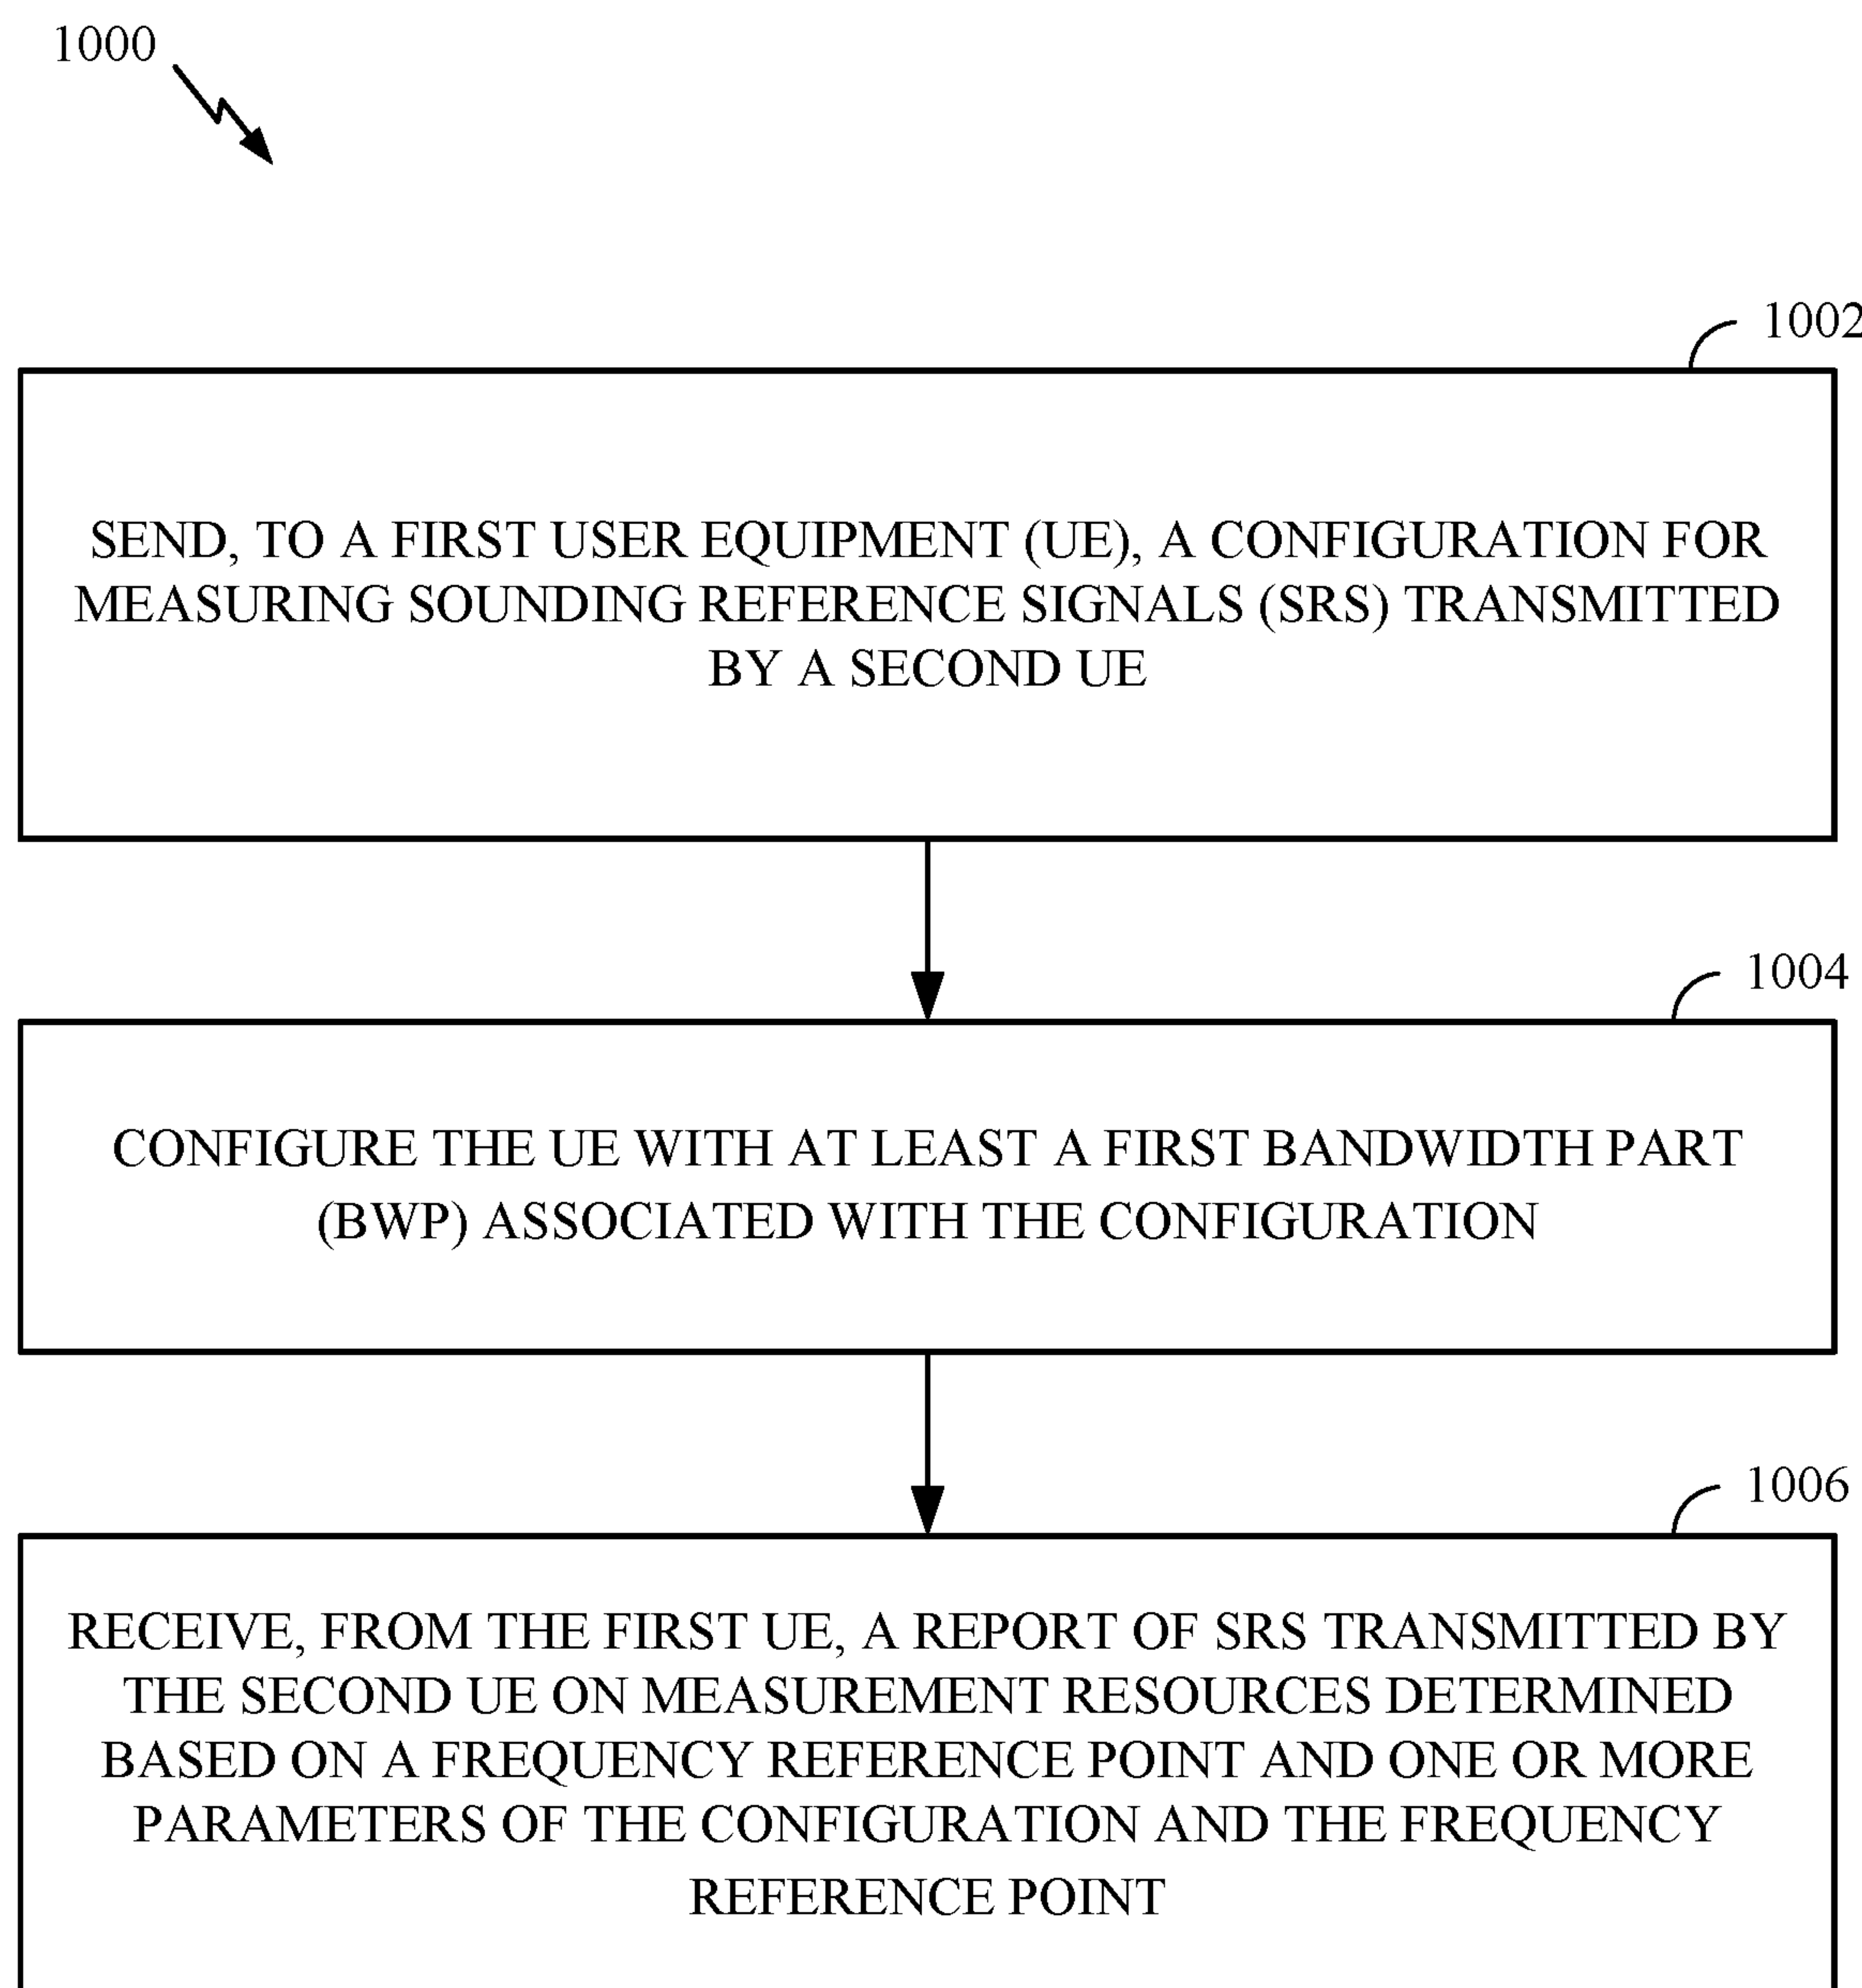 1000
1002
SEND, TO A FIRST USER EQUIPMENT (UE), A CONFIGURATION FOR
MEASURING SOUNDING REFERENCE SIGNALS (SRS) TRANSMITTED
BY A SECOND UE
1004
CONFIGURE THE UE WITH AT LEAST A FIRST BANDWIDTH PART
(BWP) ASSOCIATED WITH THE CONFIGURATION
1006
RECEIVE, FROM THE FIRST UE, A REPORT OF SRS TRANSMITTED BY
THE SECOND UE ON MEASUREMENT RESOURCES DETERMINED
BASED ON A FREQUENCY REFERENCE POINT AND ONE OR MORE
PARAMETERS OF THE CONFIGURATION AND THE FREQUENCY
REFERENCE POINT